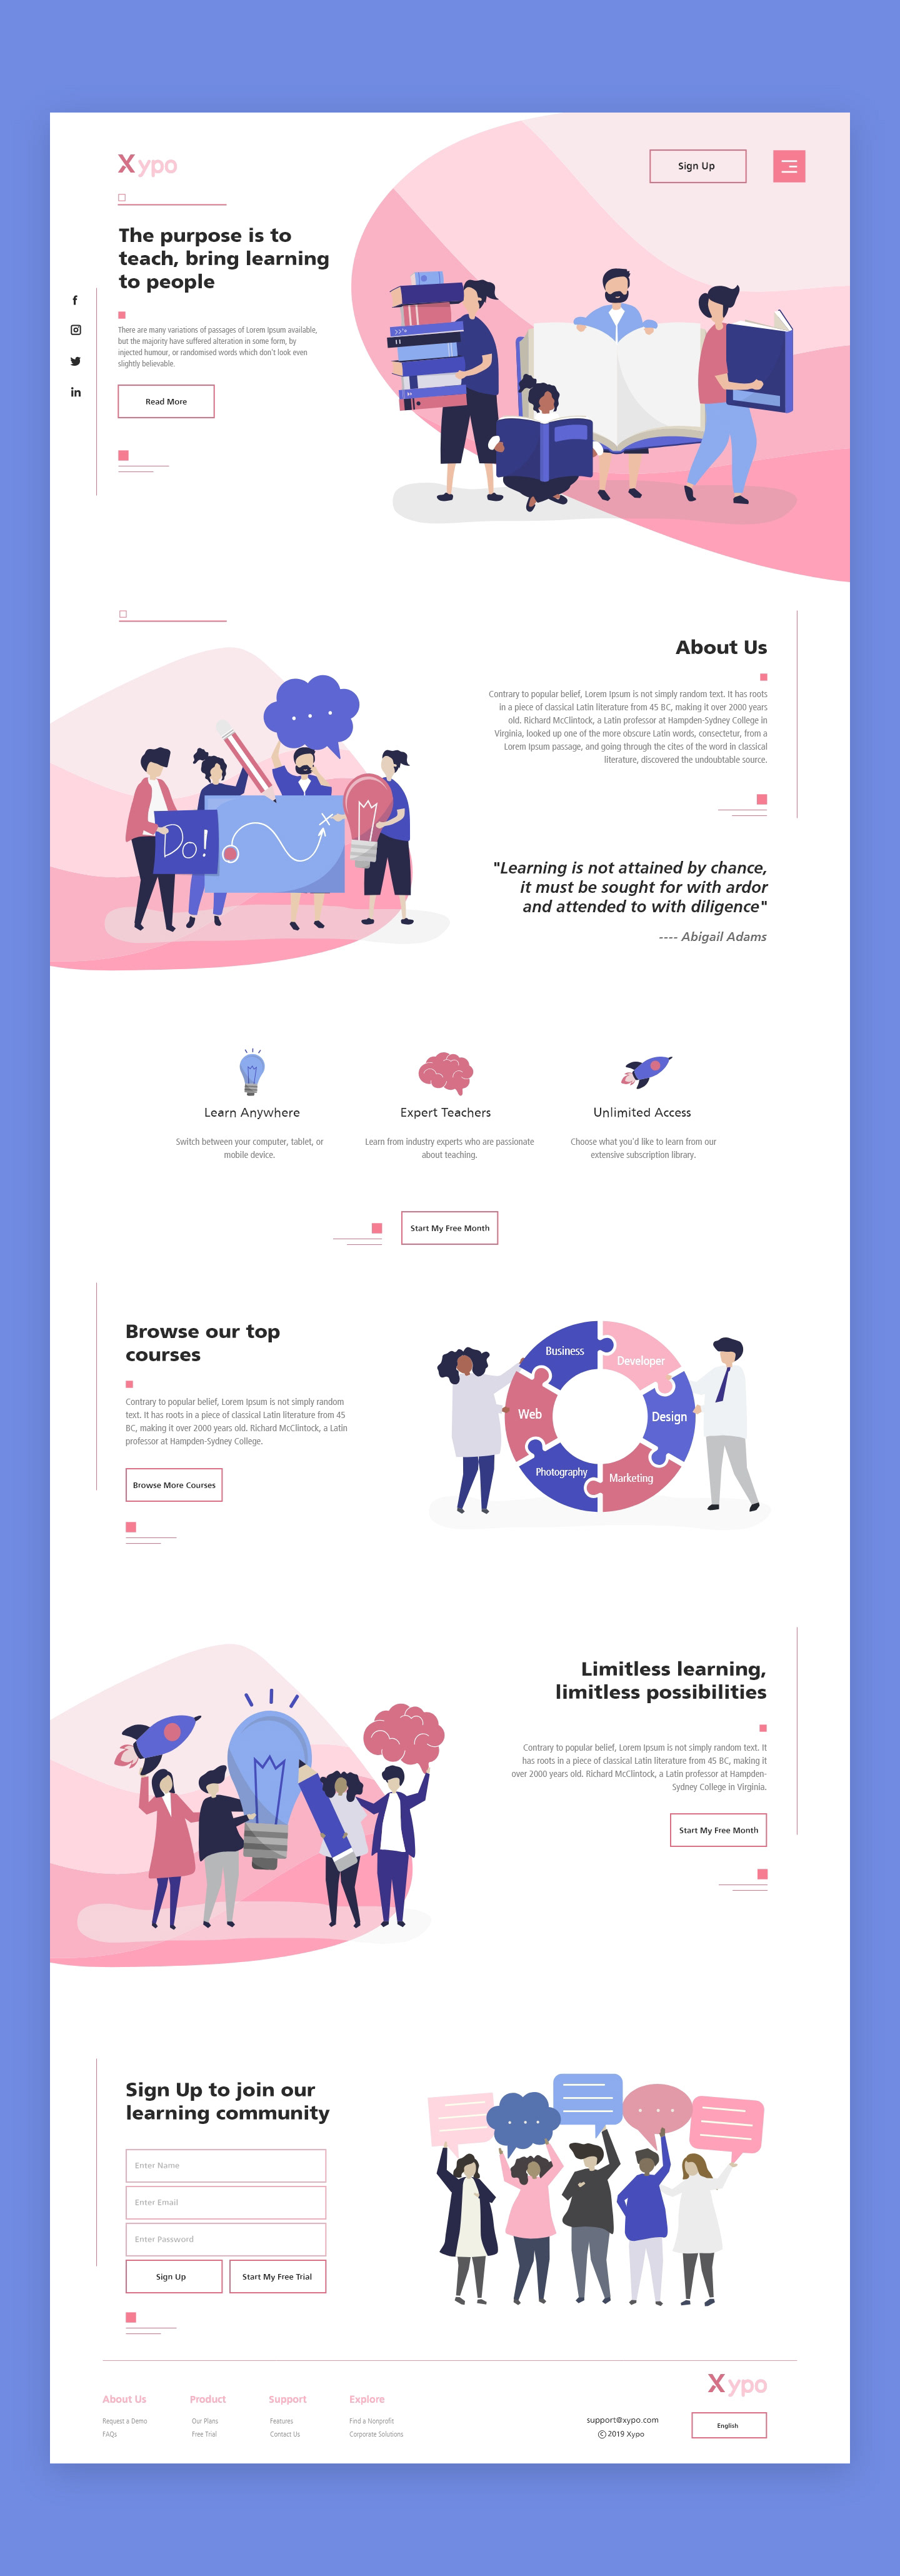 Xypo
Sign Up
The purpose is to
teach, bring learning
to people
There are many variations of passages of Lorem Ipsum available,
but the majority have suffered alteration in some form, by
injected humour, or randomised words which don't look even
slightly believable.
Read More
About Us
Contrary to popular belief, Lorem Ipsum is not simply random text. It has roots
in a piece of classical Latin literature from 45 BC, making it over 2000 years
old. Richard McClintock, a Latin professor at Hampden-Sydney College in
Virginia, looked up one of the more obscure Latin words, consectetur, from a
Lorem Ipsum passage, and going through the cites of the word in classical
literature, discovered the undoubtable source.
Do!
"Learning is not attained by chance,
it must be sought for with ardor
and attended to with diligence"
---- Abigail Adams
Learn Anywhere
Switch between your computer, tablet, or
mobile device.
Expert Teachers
Learn from industry experts who are passionate
about teaching.
Unlimited Access
Choose what you'd like to learn from our
extensive subscription library.
Start My Free Month
Browse our top
courses
Contrary to popular belief, Lorem Ipsum is not simply random
text. It has roots in a piece of classical Latin literature from 45
BC, making it over 2000 years old. Richard McClintock, a Latin
professor at Hampden-Sydney College.
Browse More Courses
Business
Developer
Web
Design
Photography
Marketing
Limitless learning,
limitless possibilities
Contrary to popular belief, Lorem Ipsum is not simply random text. It
has roots in a piece of classical Latin literature from 45 BC, making it
over 2000 years old. Richard McClintock, a Latin professor at Hampden-
Sydney College in Virginia.
Start My Free Month
Sign Up to join our
learning community
Enter Name
Enter Email
Enter Password
Sign Up
Start My Free Trial
Xypo
About Us
Request a Demo
FAQs
Product
Our Plans
Free Trial
Support
Features
Contact Us
Explore
Find a Nonprofit
Corporate Solutions
support@xypo.com
© 2019 Xypo
English